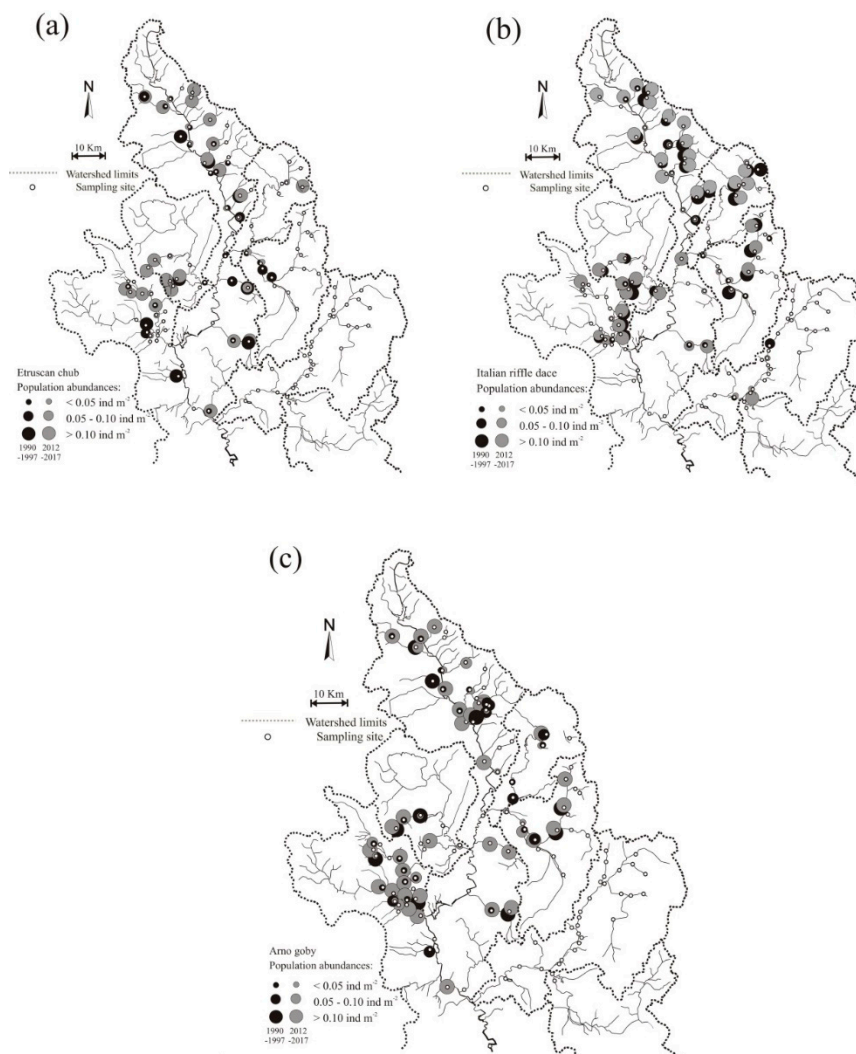 (a)
N
10 Km
Watershed limits
Sampling site
Etruscan chub
Population abundances:
< 0.05 ind m⁻²
0.05 - 0.10 ind m⁻²
> 0.10 ind m⁻²
1990 2012
-1997 -2017
(b)
N
10 Km
Watershed limits
Sampling site
Italian riffle dace
Population abundances:
< 0.05 ind m⁻²
0.05 - 0.10 ind m⁻²
> 0.10 ind m⁻²
1990 2012
-1997 -2017
(c)
N
10 Km
Watershed limits
Sampling site
Arno goby
Population abundances:
< 0.05 ind m⁻²
0.05 - 0.10 ind m⁻²
> 0.10 ind m⁻²
1990 2012
-1997 -2017